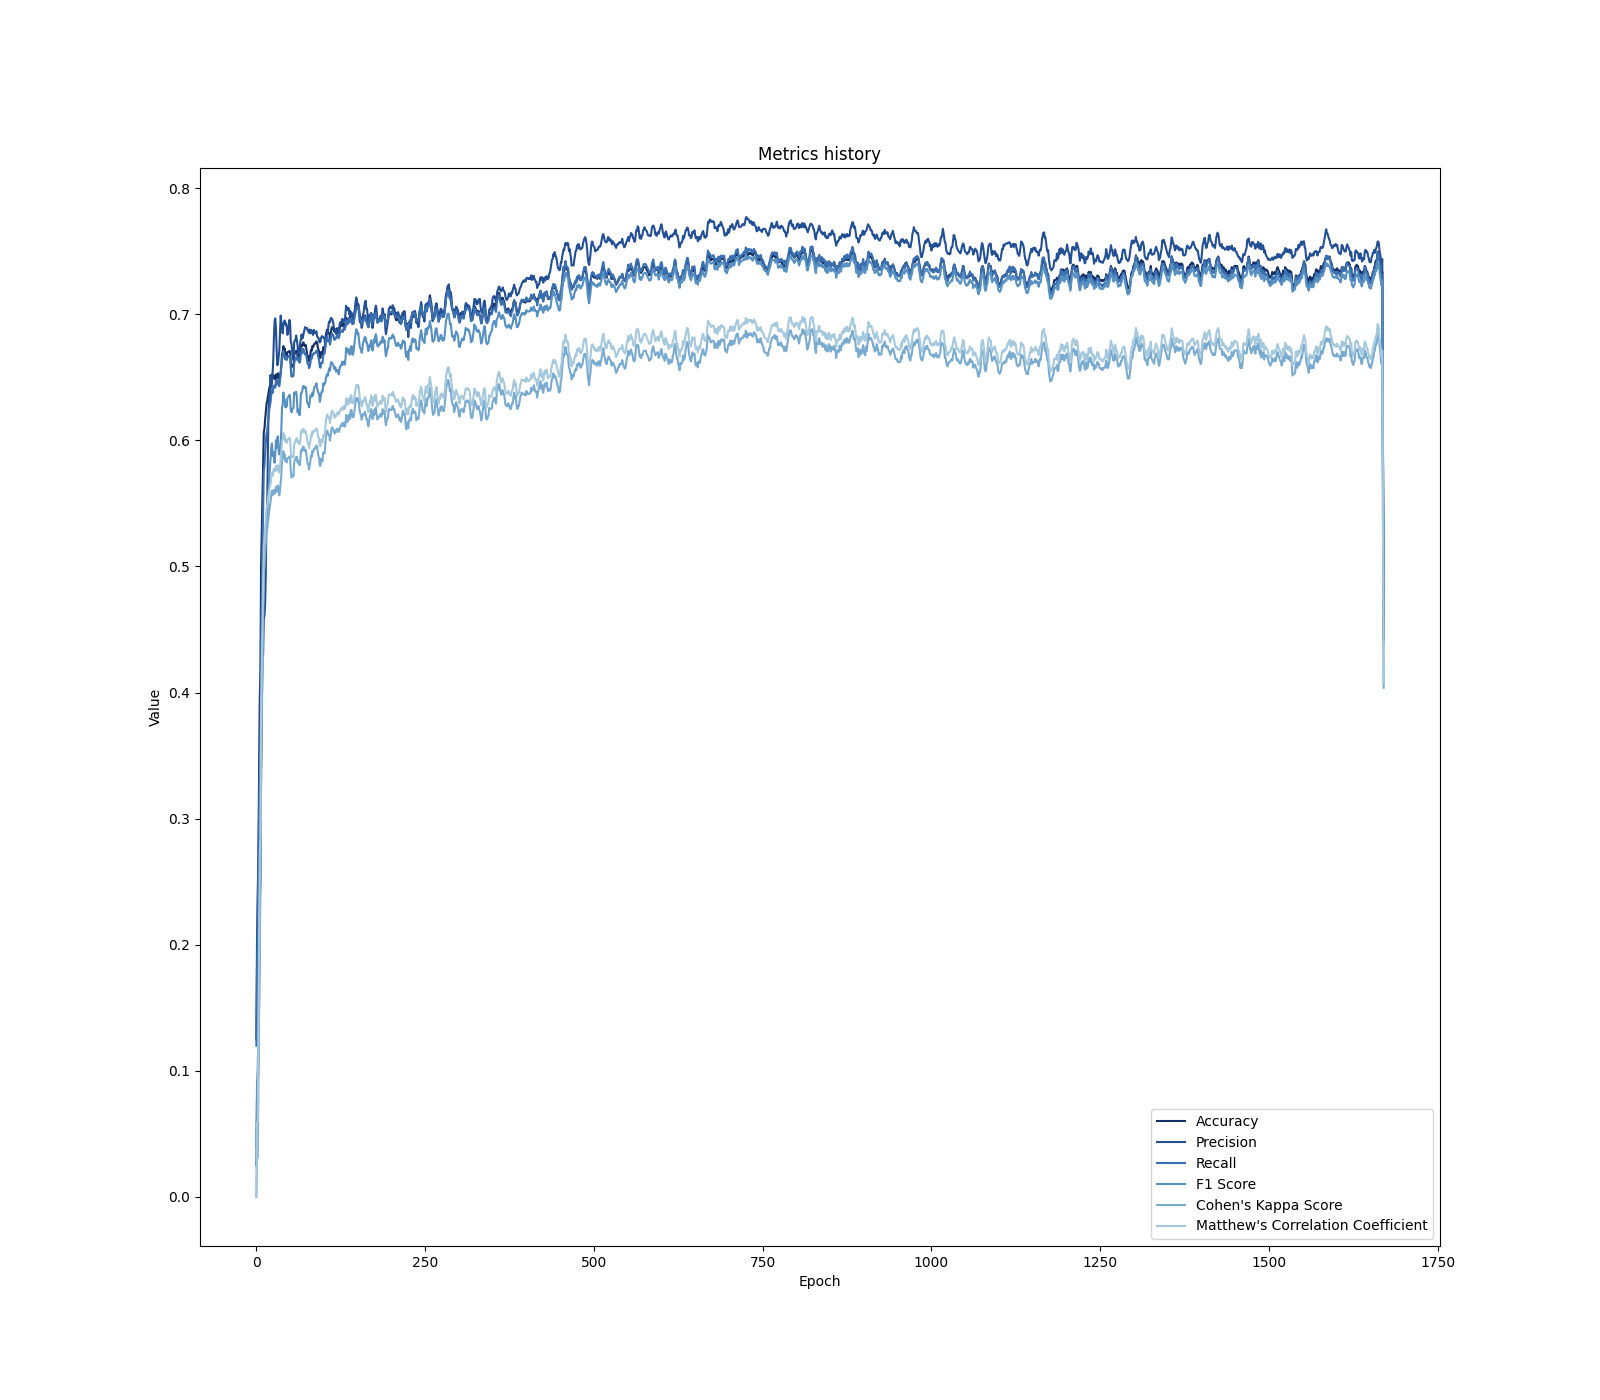 Metrics history
0.8
0.7
0.6
0.5
0.4
0.3
0.2
0.1
0.0
Value
0 250 500 750 1000 1250 1500 1750
Epoch
Accuracy
Precision
Recall
F1 Score
Cohen's Kappa Score
Matthew's Correlation Coefficient